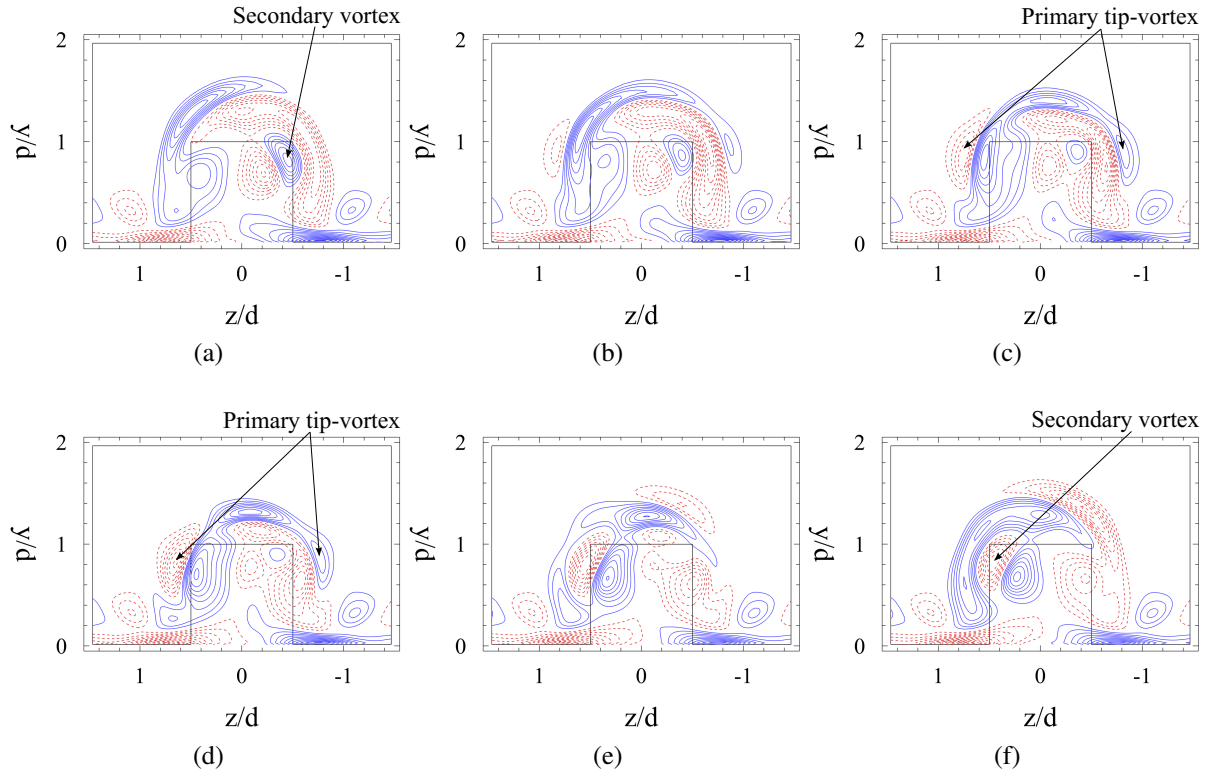 Secondary vortex
Primary tip-vortex
2
2
2
y/d
y/d
y/d
1
1
1
0
0
0
1 0 -1
1 0 -1
1 0 -1
z/d
z/d
z/d
(a)
(b)
(c)
Primary tip-vortex
Secondary vortex
2
2
2
y/d
y/d
y/d
1
1
1
0
0
0
1 0 -1
1 0 -1
1 0 -1
z/d
z/d
z/d
(d)
(e)
(f)